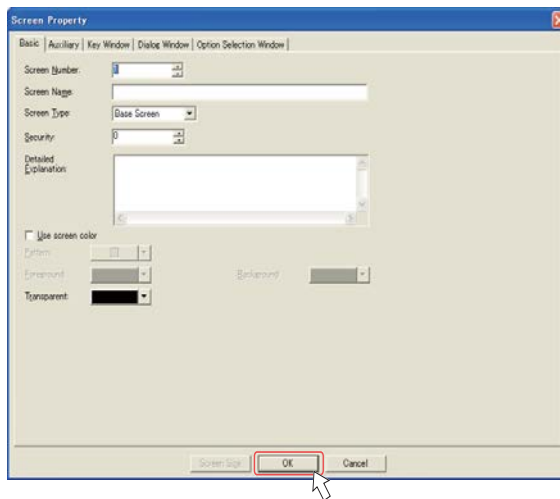 Screen Property
Basic Auxiliary Key Window Dialog Window Option Selection Window
Screen Number:
Screen Name:
Screen Type: Base Screen
Security: 0
Detailed
Explanation:
Use screen color
Pattern:
Foreground: Background:
Transparent:
Screen Size OK Cancel